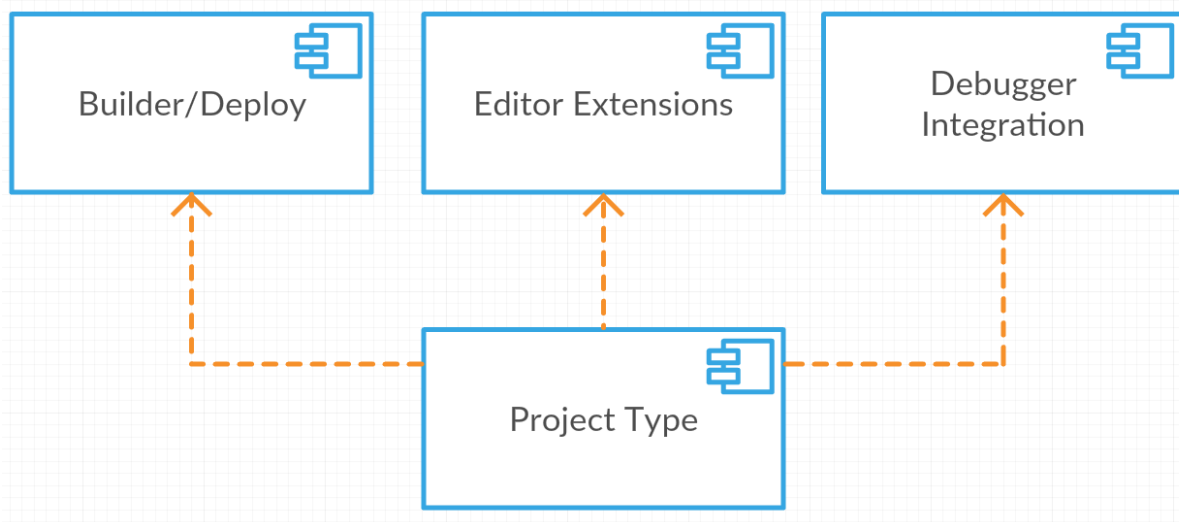 Builder/Deploy
Editor Extensions
Debugger
Integration
Project Type